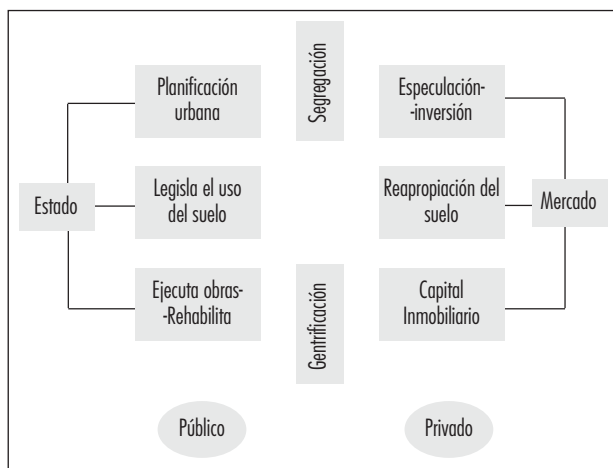 Planificación
urbana
Segregación
Especulación-
-inversión
Estado
Legisla el uso
del suelo
Reapropiación del
suelo
Mercado
Ejecuta obras-
-Rehabilita
Gentrificación
Capital
Inmobiliario
Público
Privado